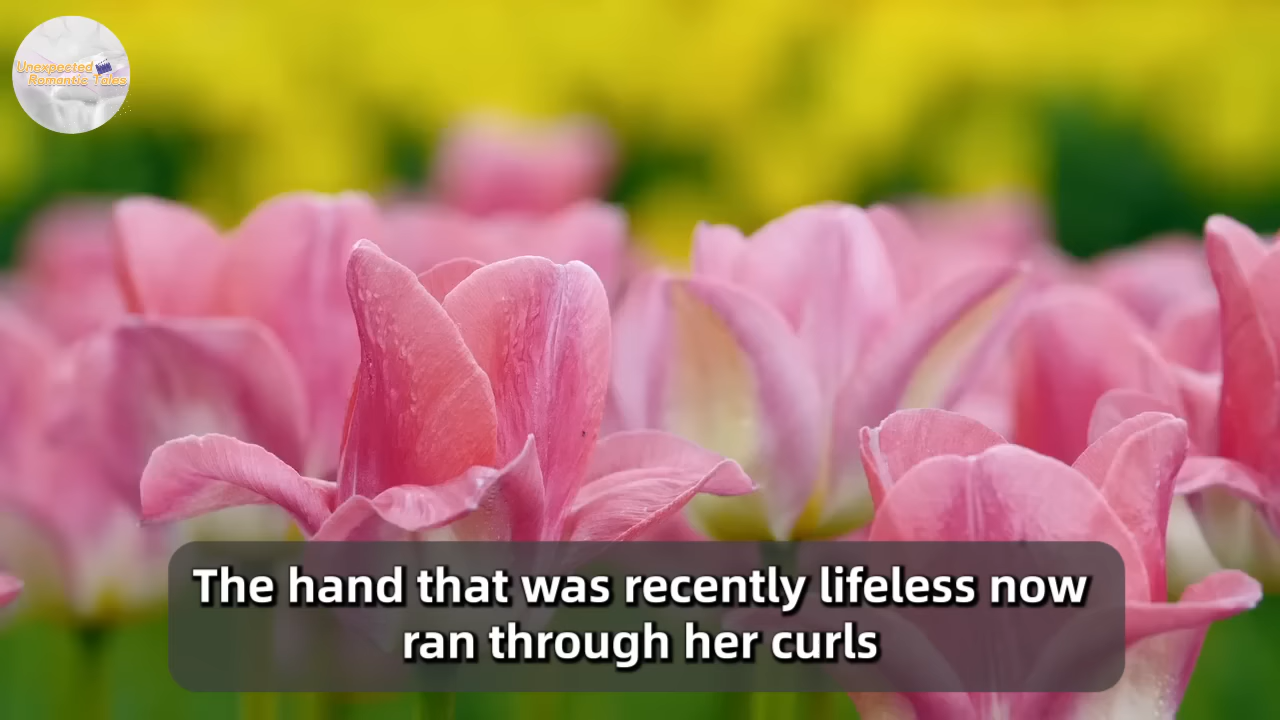 Unexpected
Romantic Tales
The hand that was recently lifeless now
ran through her curls